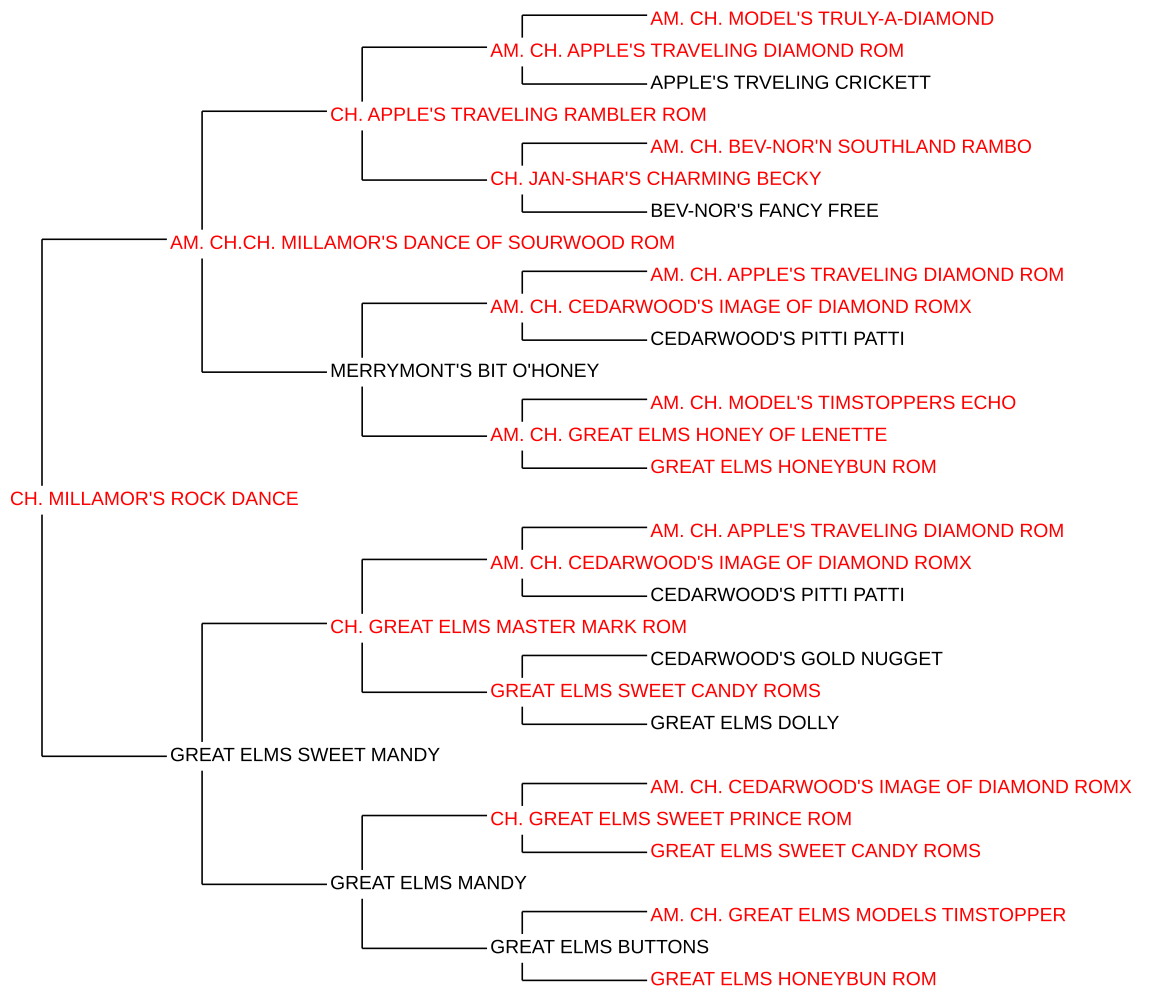 AM. CH. MODEL'S TRULY-A-DIAMOND
AM. CH. APPLE'S TRAVELING DIAMOND ROM
APPLE'S TRVELING CRICKETT
CH. APPLE'S TRAVELING RAMBLER ROM
AM. CH. BEV-NOR'N SOUTHLAND RAMBO
CH. JAN-SHAR'S CHARMING BECKY
BEV-NOR'S FANCY FREE
AM. CH.CH. MILLAMOR'S DANCE OF SOURWOOD ROM
AM. CH. APPLE'S TRAVELING DIAMOND ROM
AM. CH. CEDARWOOD'S IMAGE OF DIAMOND ROMX
CEDARWOOD'S PITTI PATTI
MERRYMONT'S BIT O'HONEY
AM. CH. MODEL'S TIMSTOPPERS ECHO
AM. CH. GREAT ELMS HONEY OF LENETTE
GREAT ELMS HONEYBUN ROM
CH. MILLAMOR'S ROCK DANCE
AM. CH. APPLE'S TRAVELING DIAMOND ROM
AM. CH. CEDARWOOD'S IMAGE OF DIAMOND ROMX
CEDARWOOD'S PITTI PATTI
CH. GREAT ELMS MASTER MARK ROM
CEDARWOOD'S GOLD NUGGET
GREAT ELMS SWEET CANDY ROMS
GREAT ELMS DOLLY
GREAT ELMS SWEET MANDY
AM. CH. CEDARWOOD'S IMAGE OF DIAMOND ROMX
CH. GREAT ELMS SWEET PRINCE ROM
GREAT ELMS SWEET CANDY ROMS
GREAT ELMS MANDY
AM. CH. GREAT ELMS MODELS TIMSTOPPER
GREAT ELMS BUTTONS
GREAT ELMS HONEYBUN ROM